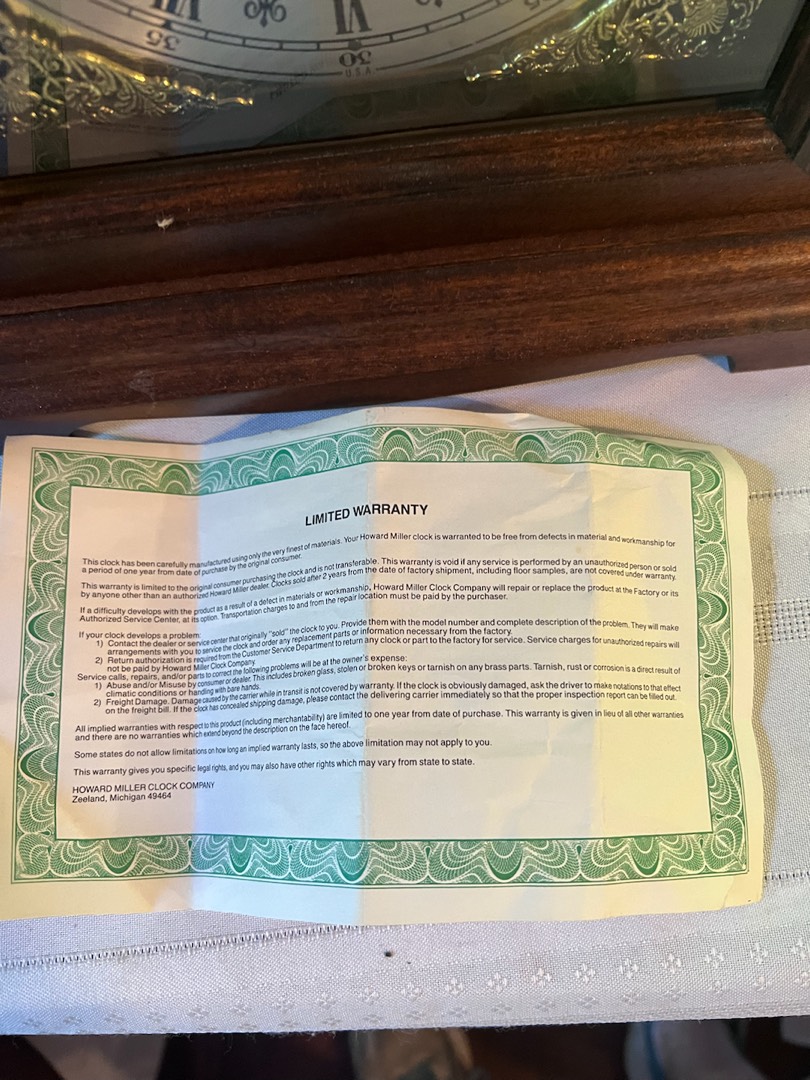 35
VI
30
U.S.A.
25
LIMITED WARRANTY
This clock has been carefully manufactured using only the very finest of materials. Your Howard Miller clock is warranted to be free from defects in material and workmanship for
a period of one year from date of purchase by the original consumer.
This warranty is limited to the original consumer purchasing the clock and is not transferable. This warranty is void if any service is performed by an unauthorized person or sold
by anyone other than an authorized Howard Miller dealer. Clocks sold after 2 years from the date of factory shipment, including floor samples, are not covered under warranty.
If a difficulty develops with the product as a result of a defect in materials or workmanship, Howard Miller Clock Company will repair or replace the product at the Factory or its
Authorized Service Center, at its option. Transportation charges to and from the repair location must be paid by the purchaser.
If your clock develops a problem:
1) Contact the dealer or service center that originally "sold" the clock to you. Provide them with the model number and complete description of the problem. They will make
arrangements with you to service the clock and order any replacement parts or information necessary from the factory.
2) Return authorization is required from the Customer Service Department to return any clock or part to the factory for service. Service charges for unauthorized repairs will
not be paid by Howard Miller Clock Company
Service calls, repairs, and/or parts to correct the following problems will be at the owner's expense:
1) Abuse and/or Misuse by consumer or dealer. This includes broken glass, stolen or broken keys or tarnish on any brass parts. Tarnish, rust or corrosion is a direct result of
climatic conditions or handling with bare hands.
2) Freight Damage. Damage caused by the carrier while in transit is not covered by warranty. If the clock is obviously damaged, ask the driver to make notations to that effect
on the freight bill. If the clock has concealed shipping damage, please contact the delivering carrier immediately so that the proper inspection report can be filled out.
All implied warranties with respect to this product (including merchantability) are limited to one year from date of purchase. This warranty is given in lieu of all other warranties
and there are no warranties which extend beyond the description on the face hereof.
Some states do not allow limitations on how long an implied warranty lasts, so the above limitation may not apply to you.
This warranty gives you specific legal rights, and you may also have other rights which may vary from state to state.
HOWARD MILLER CLOCK COMPANY
Zeeland, Michigan 49464